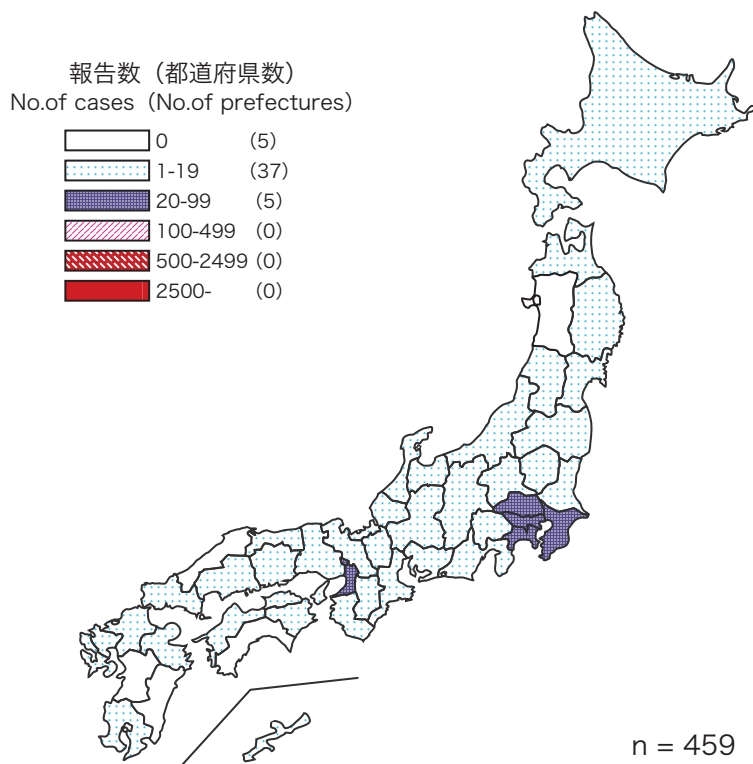 報告数（都道府県数）
No.of cases（No.of prefectures）
0 (5)
1-19 (37)
20-99 (5)
100-499 (0)
500-2499 (0)
2500- (0)
n = 459